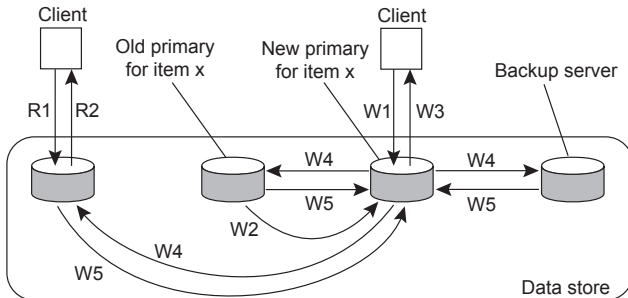 Client
Client
Old primary
for item x
New primary
for item x
Backup server
R1
R2
W1
W3
W4
W4
W5
W5
W2
W4
W5
Data store